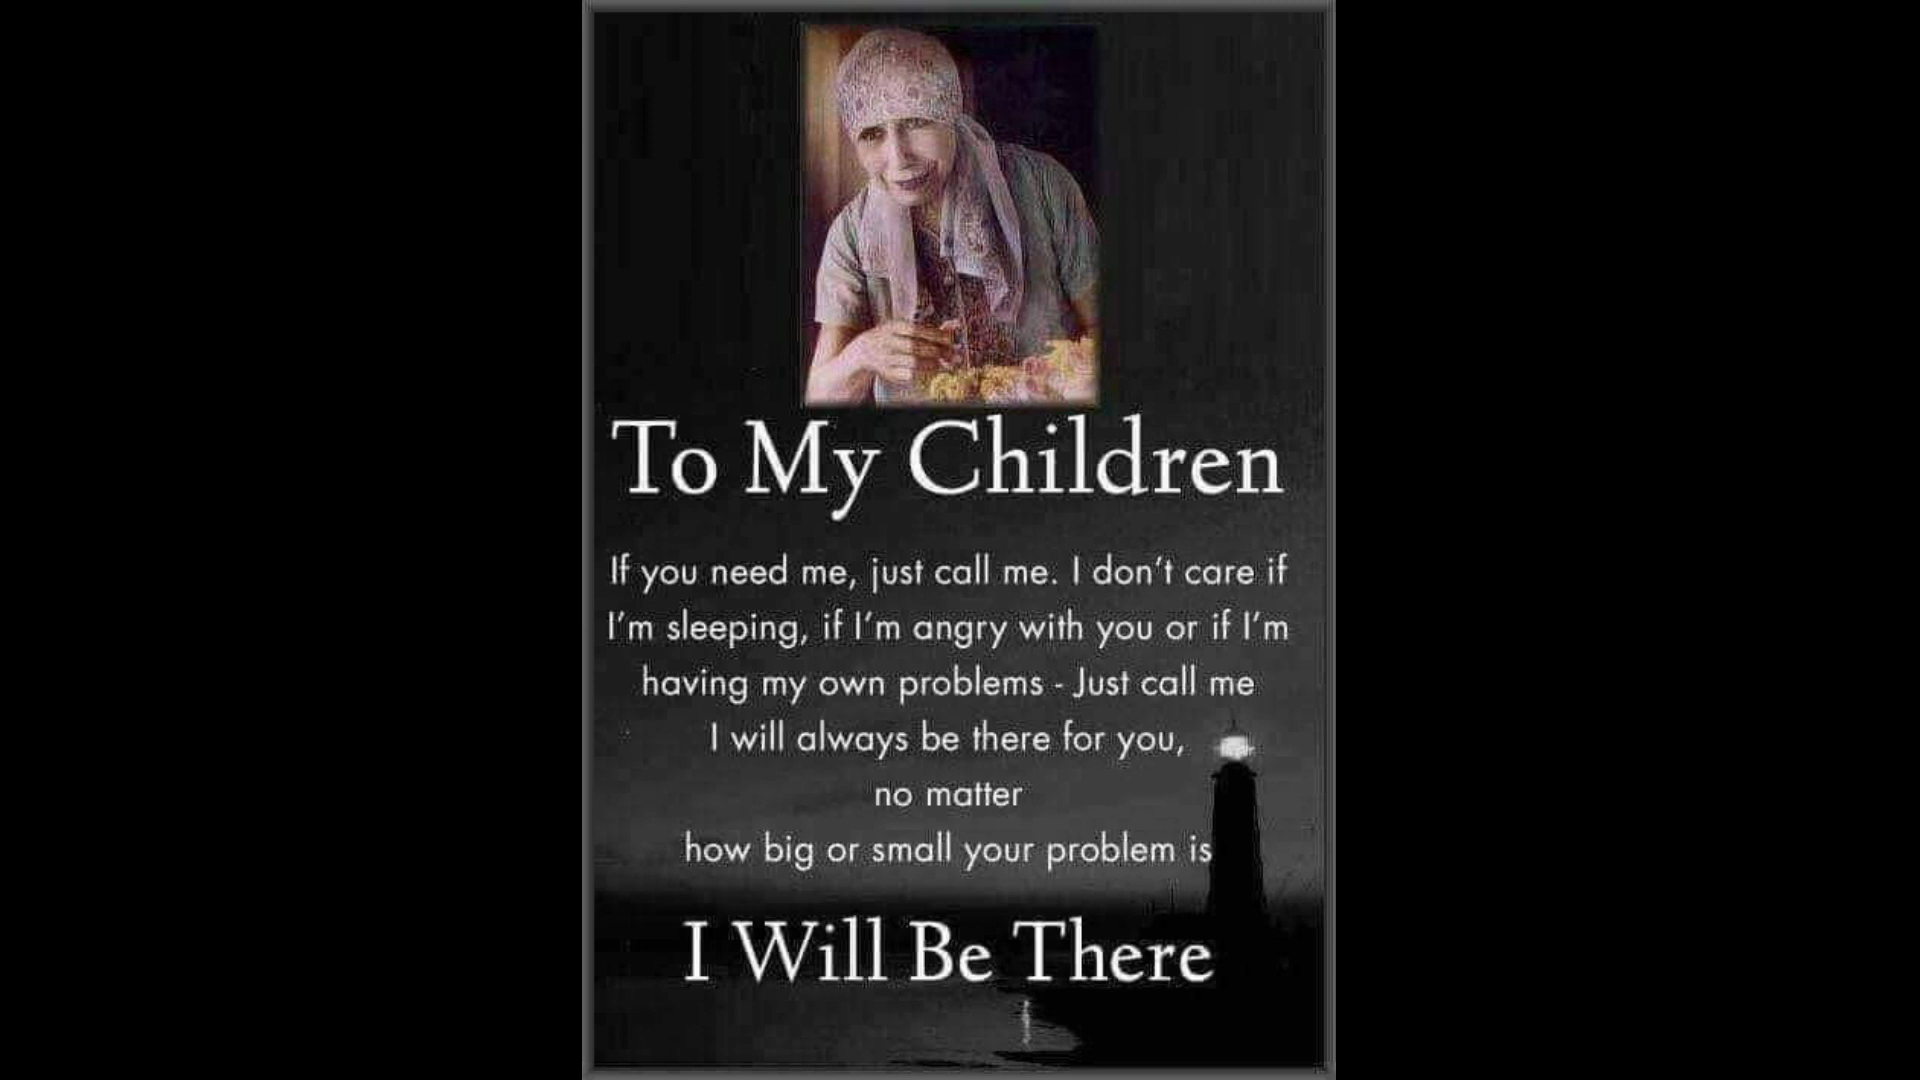 To My Children
If you need me, just call me. I don't care if
I'm sleeping, if I'm angry with you or if I'm
having my own problems - Just call me
I will always be there for you,
no matter
how big or small your problem is
I Will Be There